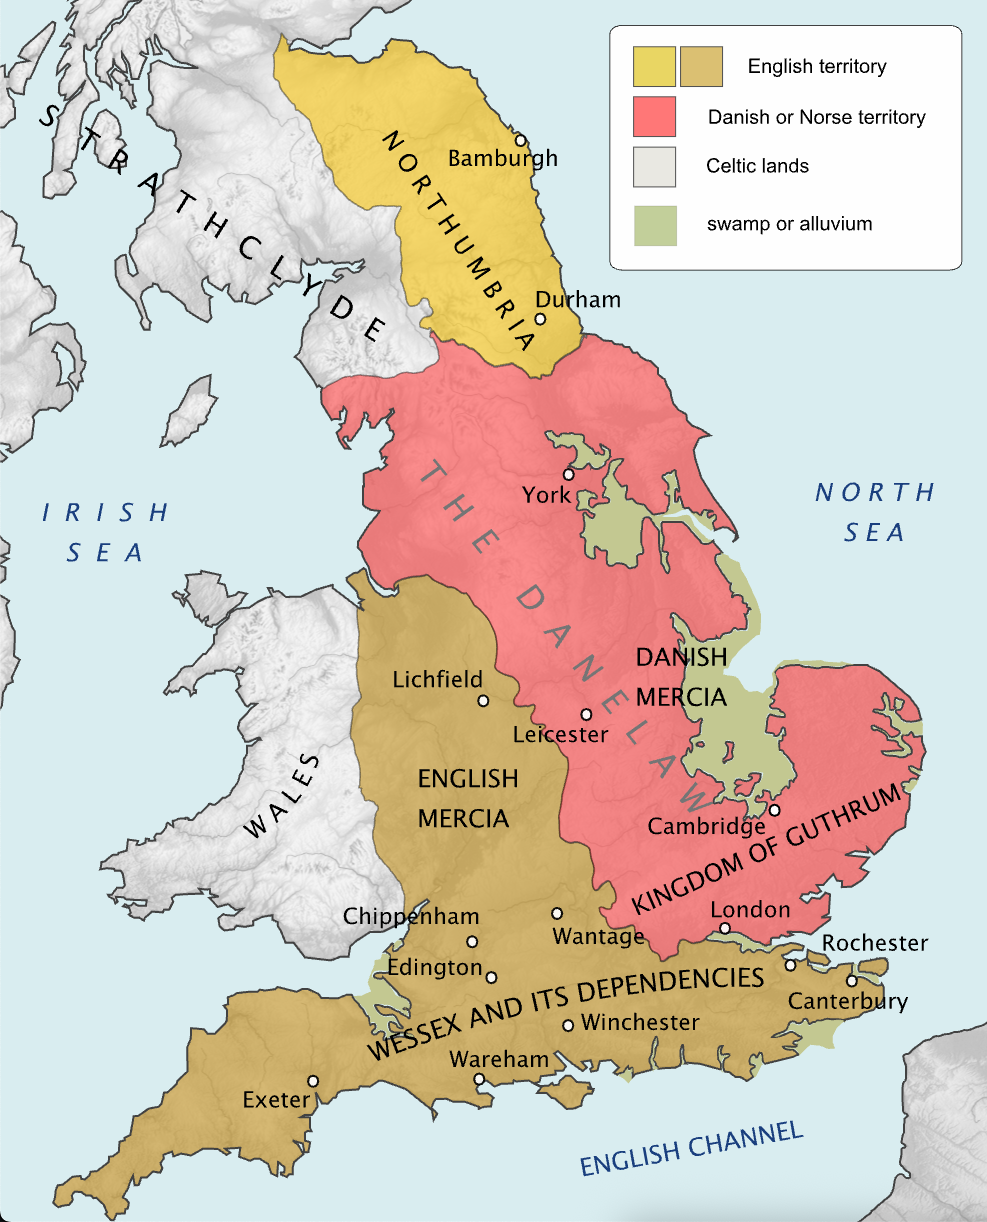 English territory
Danish or Norse territory
Celtic lands
swamp or alluvium
STRATHCLYDE
NORTHUMBRIA
Bamburgh
Durham
IRISH
SEA
NORTH
SEA
York
THE DANELAW
DANISH
MERCIA
Lichfield
Leicester
ENGLISH
MERCIA
WALES
Cambridge
KINGDOM OF GUTHRUM
London
Chippenham
Wantage
Edington
Rochester
Canterbury
WESSEX AND ITS DEPENDENCIES
Winchester
Wareham
Exeter
ENGLISH CHANNEL